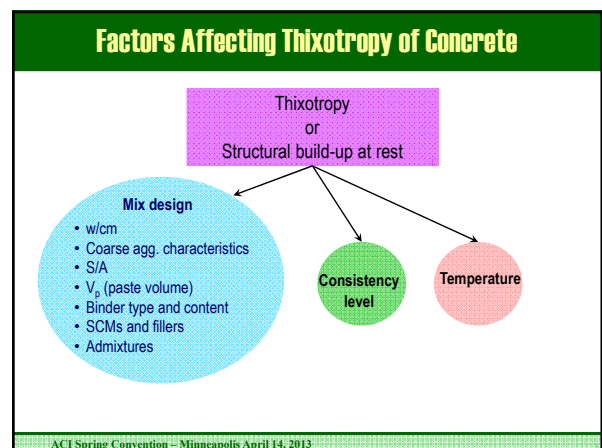 Factors Affecting Thixotropy of Concrete
Thixotropy
or
Structural build-up at rest
Mix design
• w/cm
• Coarse agg. characteristics
• S/A
• Vp (paste volume)
• Binder type and content
• SCMs and fillers
• Admixtures
Consistency
level
Temperature
ACI Spring Convention – Minneapolis April 14, 2013